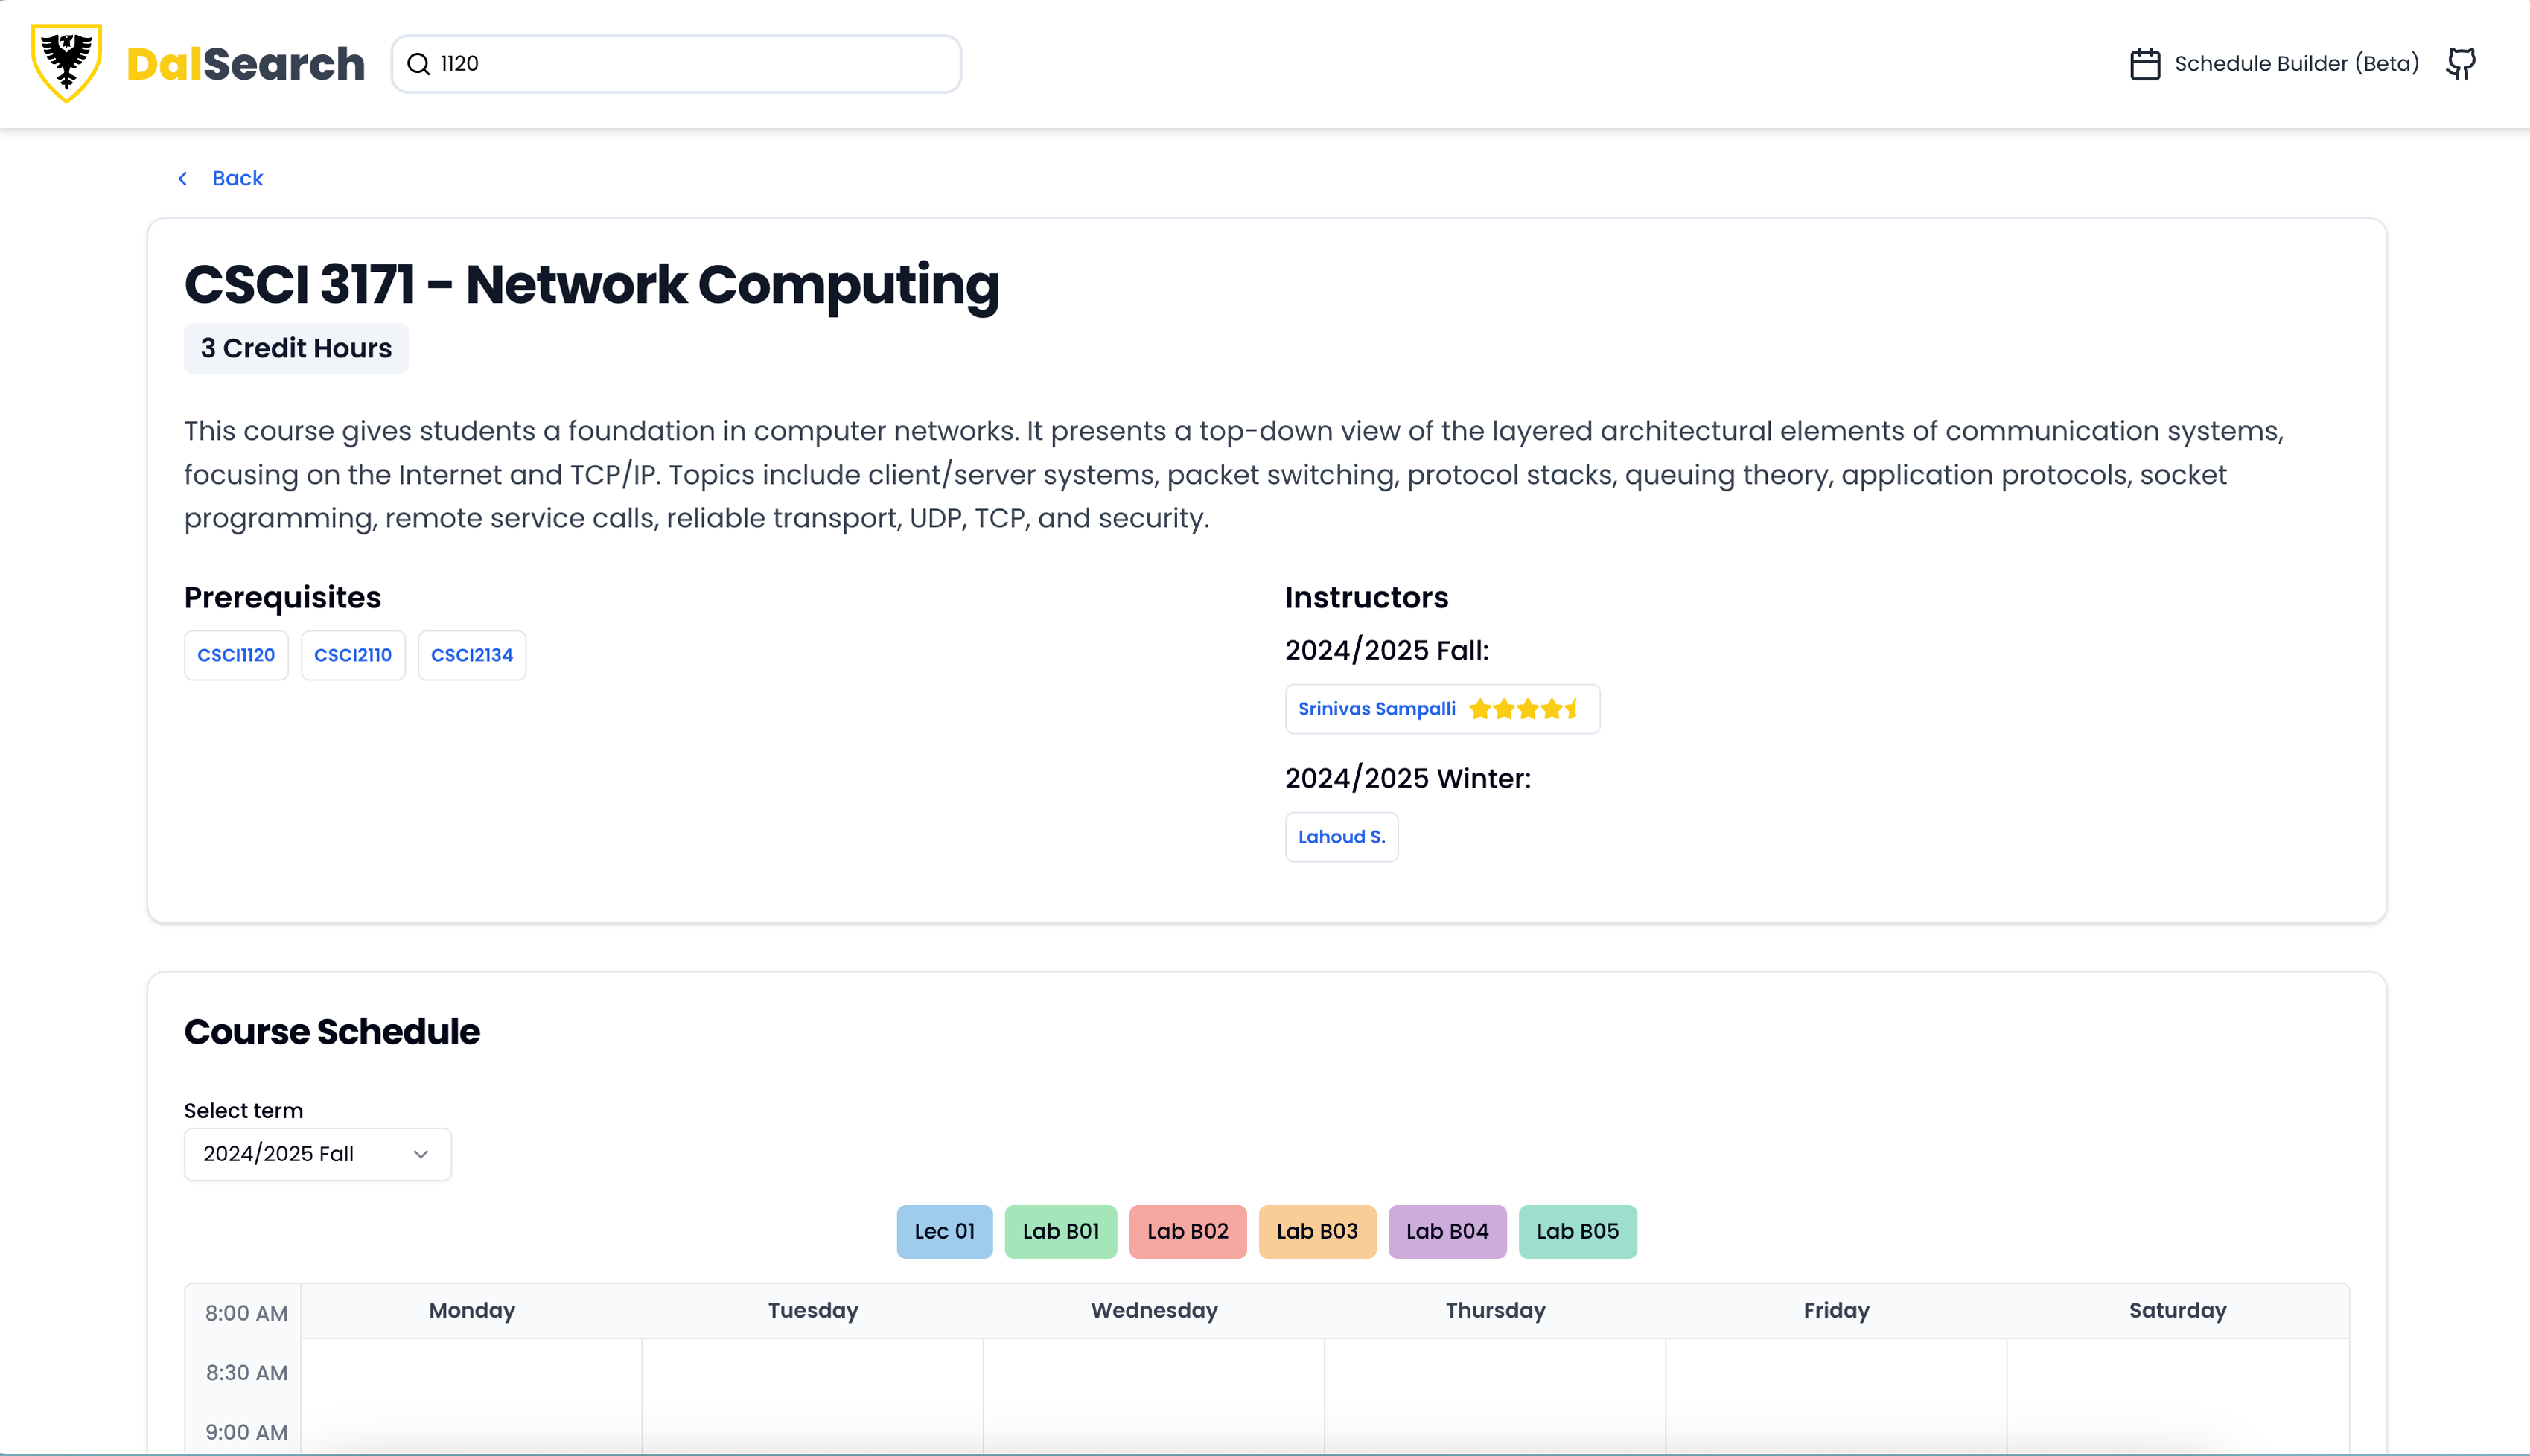 DalSearch
1120
Schedule Builder (Beta)
Back
CSCI 3171 - Network Computing
3 Credit Hours
This course gives students a foundation in computer networks. It presents a top-down view of the layered architectural elements of communication systems,
focusing on the Internet and TCP/IP. Topics include client/server systems, packet switching, protocol stacks, queuing theory, application protocols, socket
programming, remote service calls, reliable transport, UDP, TCP, and security.
Prerequisites
CSCI1120 CSCI2110 CSCI2134
Instructors
2024/2025 Fall:
Srinivas Sampalli
2024/2025 Winter:
Lahoud S.
Course Schedule
Select term
2024/2025 Fall
Lec 01 Lab B01 Lab B02 Lab B03 Lab B04 Lab B05
8:00 AM Monday Tuesday Wednesday Thursday Friday Saturday
8:30 AM
9:00 AM